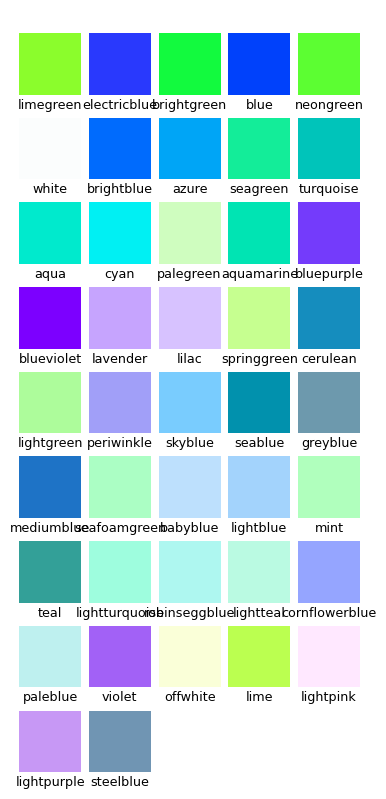 limegreen electricblue brightgreen blue neongreen
white brightblue azure seagreen turquoise
aqua cyan palegreen aquamarine bluepurple
blueviolet lavender lilac springgreen cerulean
lightgreen periwinkle skyblue seablue greyblue
mediumblue seafoamgreen babyblue lightblue mint
teal lightturquoise robinseggblue lightteal cornflowerblue
paleblue violet offwhite lime lightpink
lightpurple steelblue